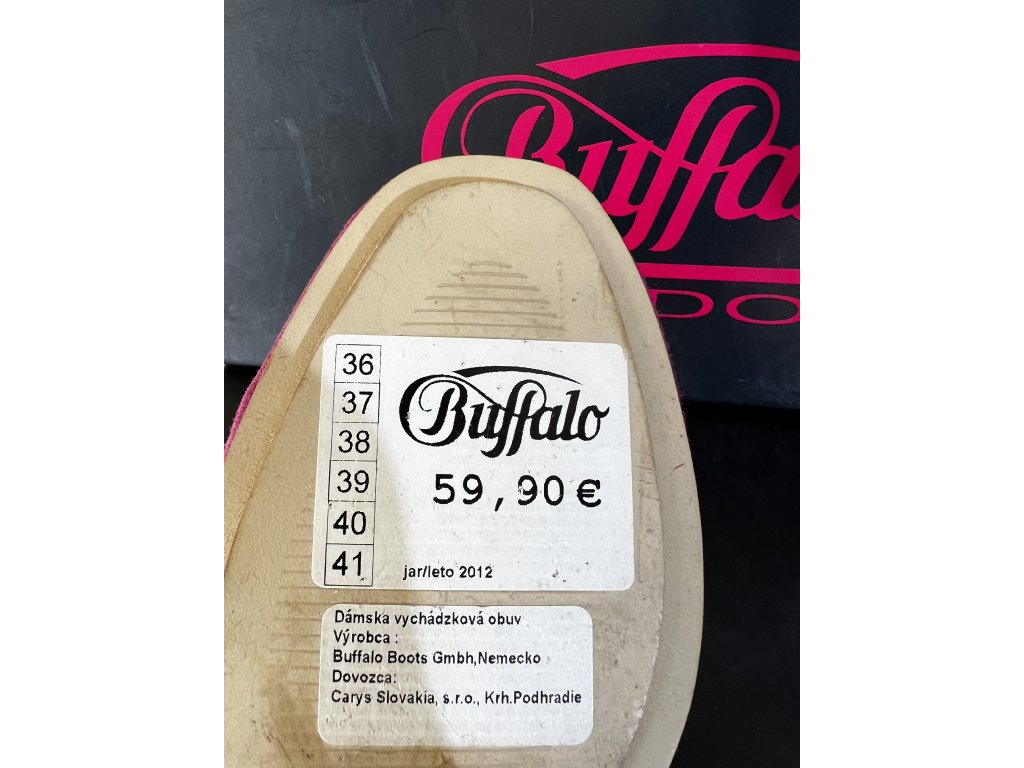 Buffalo
DO
36
37
38
39
40
41
Buffalo
59,90€
jar/leto 2012
Dámska vychádzková obuv
Výrobca :
Buffalo Boots Gmbh,Nemecko
Dovozca:
Carys Slovakia, s.r.o., Krh.Podhradie